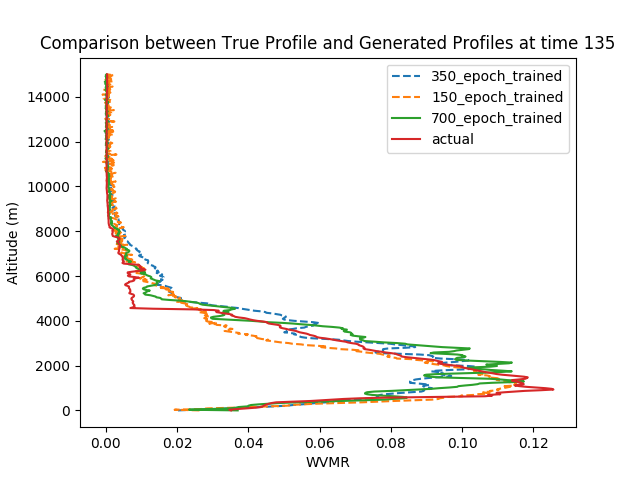 Comparison between True Profile and Generated Profiles at time 135
350_epoch_trained
150_epoch_trained
700_epoch_trained
actual
14000
12000
10000
8000
6000
4000
2000
0
Altitude (m)
0.00 0.02 0.04 0.06 0.08 0.10 0.12
WVMR